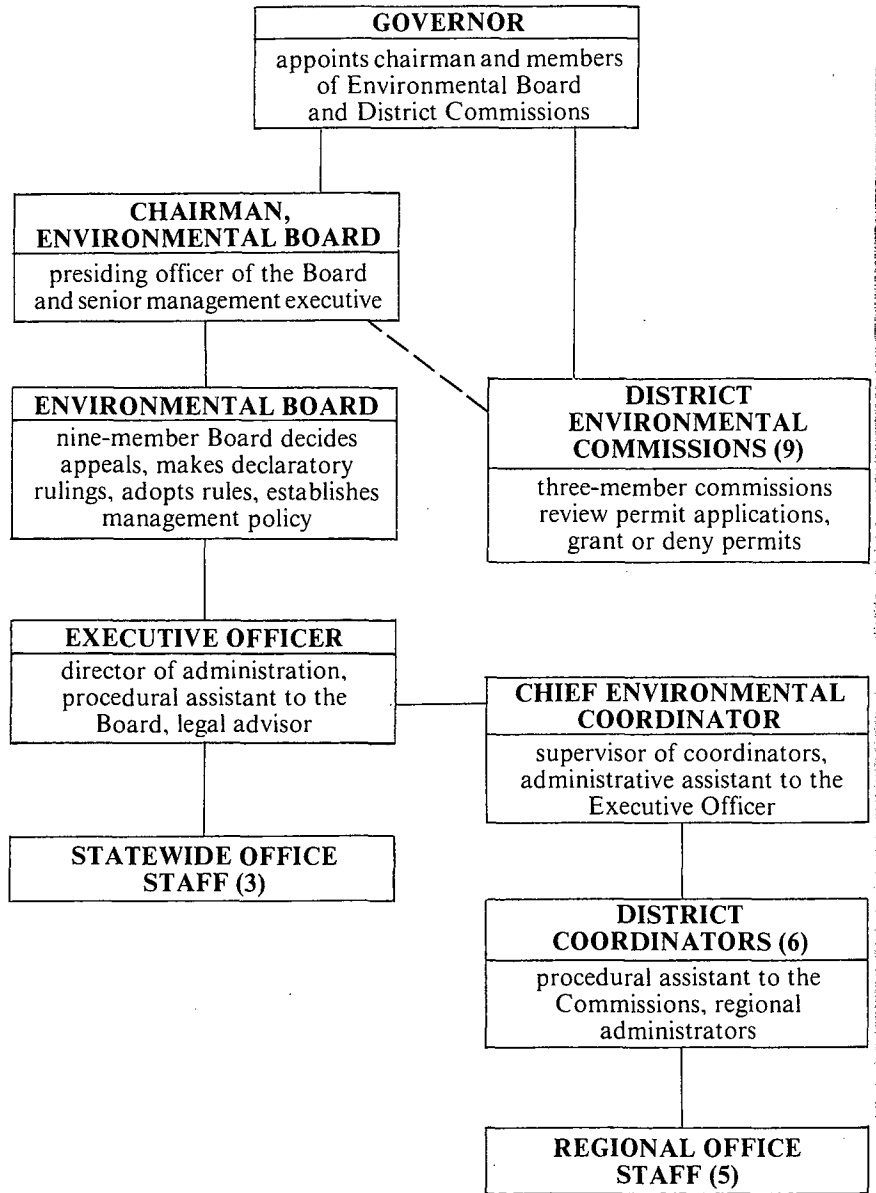 GOVERNOR
appoints chairman and members
of Environmental Board
and District Commissions
CHAIRMAN,
ENVIRONMENTAL BOARD
presiding officer of the Board
and senior management executive
ENVIRONMENTAL BOARD
nine-member Board decides
appeals, makes declaratory
rulings, adopts rules, establishes
management policy
DISTRICT
ENVIRONMENTAL
COMMISSIONS (9)
three-member commissions
review permit applications,
grant or deny permits
EXECUTIVE OFFICER
director of administration,
procedural assistant to the
Board, legal advisor
CHIEF ENVIRONMENTAL
COORDINATOR
supervisor of coordinators,
administrative assistant to the
Executive Officer
STATEWIDE OFFICE
STAFF (3)
DISTRICT
COORDINATORS (6)
procedural assistant to the
Commissions, regional
administrators
REGIONAL OFFICE
STAFF (5)